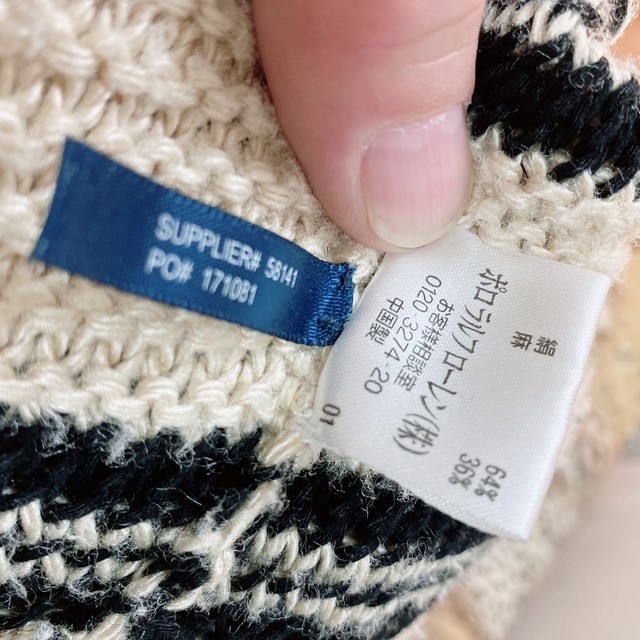 SUPPLIER# 58141
PO# 171081
絹 64%
麻 36%
ポロラルフローレン(株)
お客様相談室
0120-3274-20
中国製
01